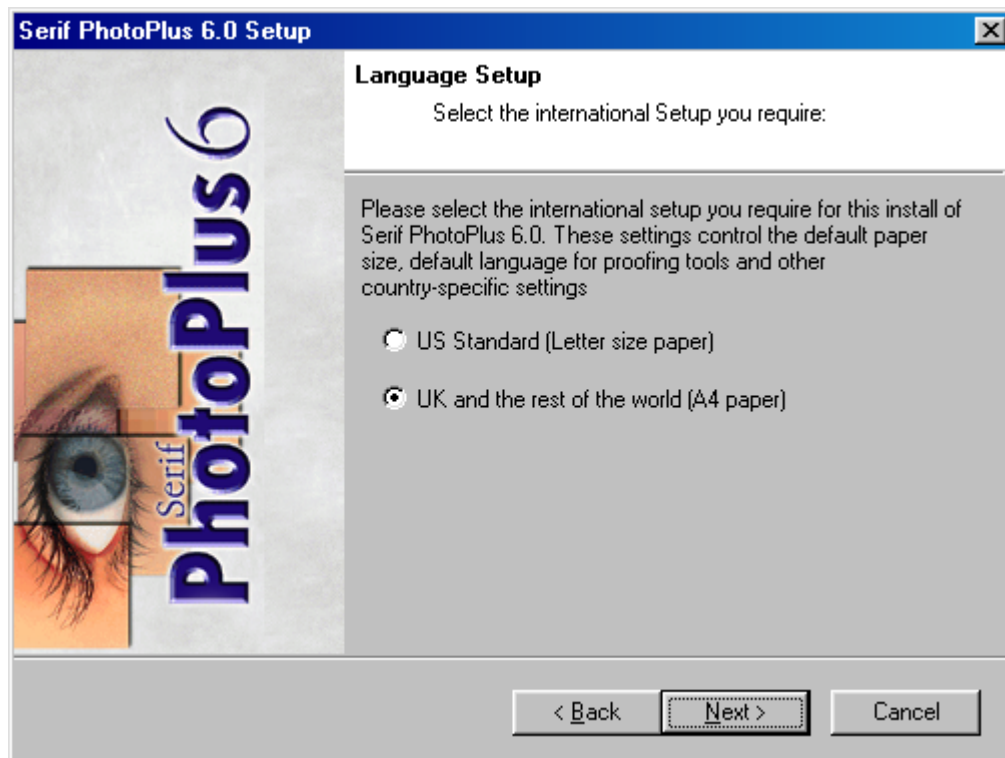 Serif PhotoPlus 6.0 Setup
Serif
PhotoPlus 6
Language Setup
Select the international Setup you require:
Please select the international setup you require for this install of
Serif PhotoPlus 6.0. These settings control the default paper
size, default language for proofing tools and other
country-specific settings
US Standard (Letter size paper)
UK and the rest of the world (A4 paper)
< Back
Next >
Cancel